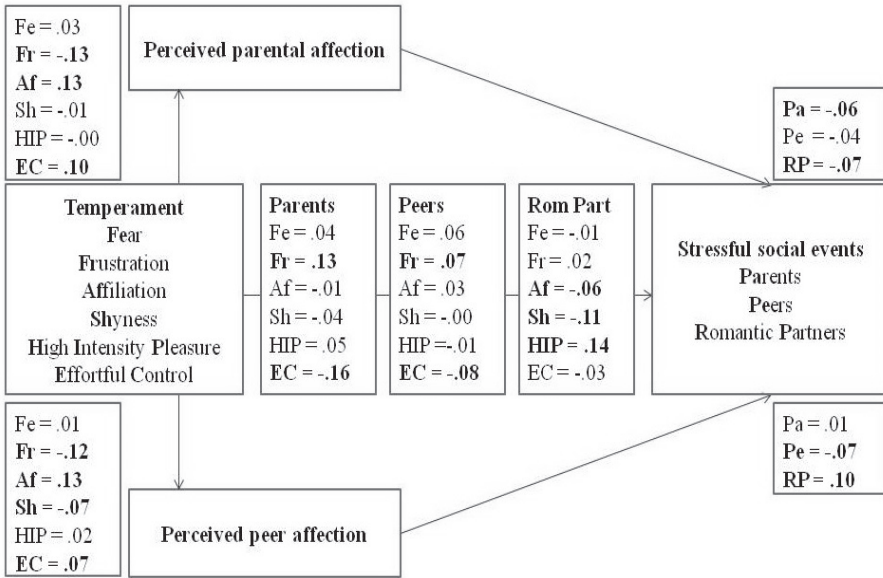 Fe = .03
Fr = -.13
Af = .13
Sh = -.01
HIP = -.00
EC = .10
Perceived parental affection
Pa = -.06
Pe = -.04
RP = -.07
Temperament
Fear
Frustration
Affiliation
Shyness
High Intensity Pleasure
Effortful Control
Parents
Fe = .04
Fr = .13
Af = -.01
Sh = -.04
HIP = .05
EC = -.16
Peers
Fe = .06
Fr = .07
Af = .03
Sh = -.00
HIP = -.01
EC = -.08
Rom Part
Fe = -.01
Fr = .02
Af = -.06
Sh = -.11
HIP = .14
EC = -.03
Stressful social events
Parents
Peers
Romantic Partners
Fe = .01
Fr = -.12
Af = .13
Sh = -.07
HIP = .02
EC = .07
Perceived peer affection
Pa = .01
Pe = -.07
RP = .10